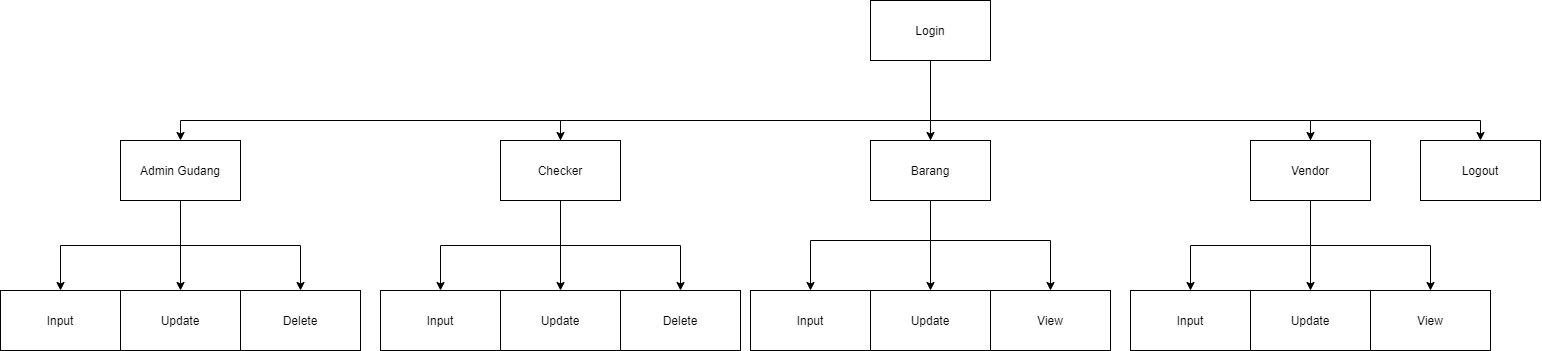 Login
Admin Gudang
Checker
Barang
Vendor
Logout
Input
Update
Delete
Input
Update
Delete
Input
Update
View
Input
Update
View